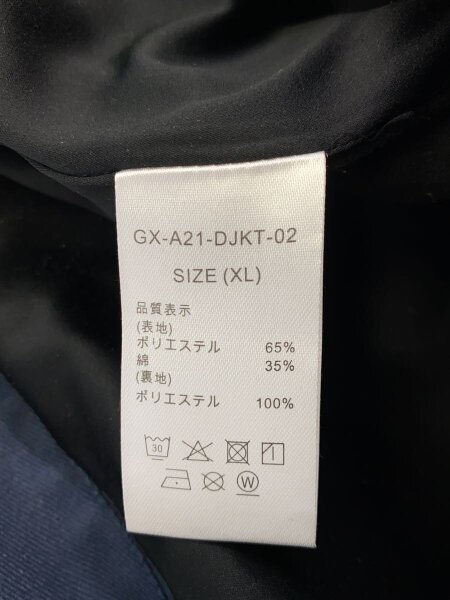 GX-A21-DJKT-02
SIZE (XL)
品質表示
(表地)
ポリエステル 65%
綿 35%
(裏地)
ポリエステル 100%
30
W